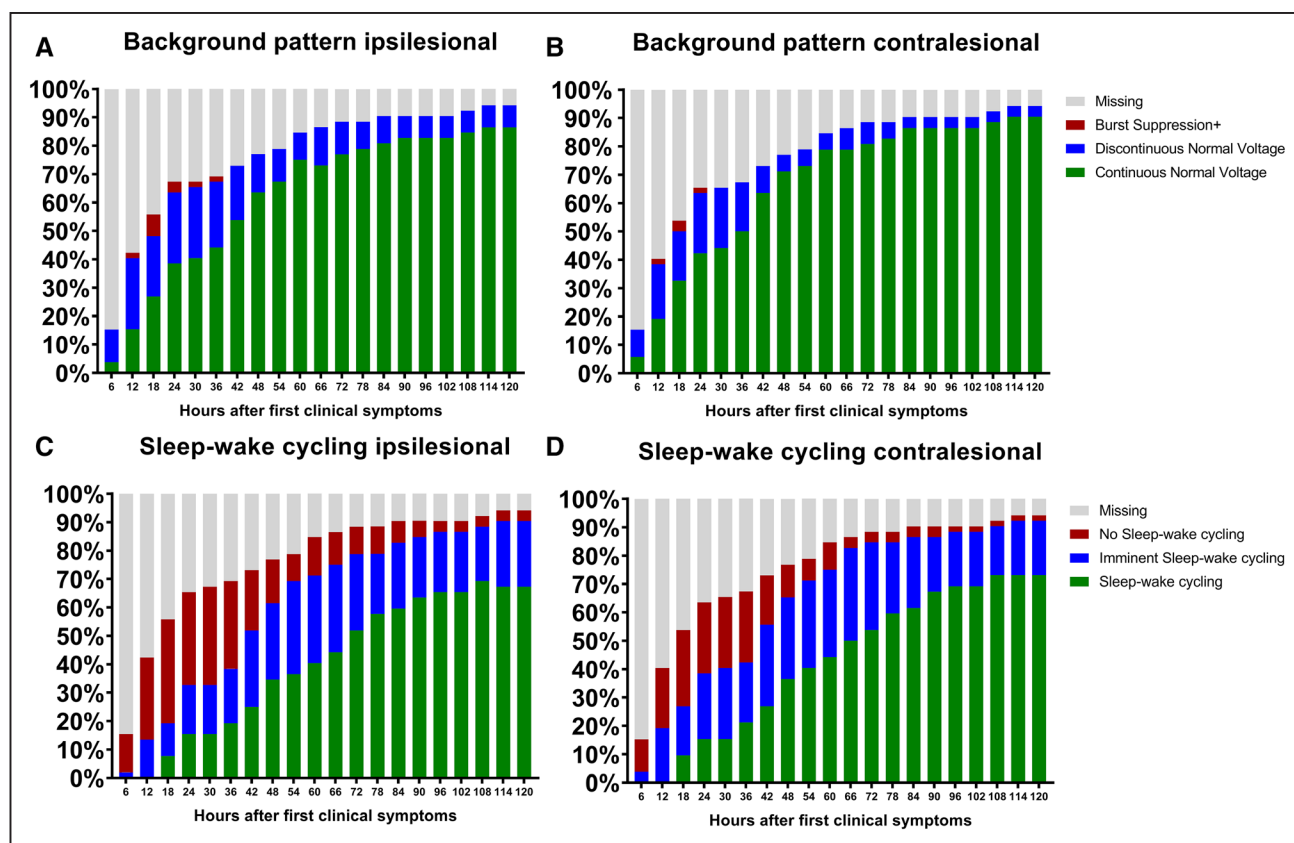 A
Background pattern ipsilesional
100%
90%
80%
70%
60%
50%
40%
30%
20%
10%
0%
6 12 18 24 30 36 42 48 54 60 66 72 78 84 90 96 102 108 114 120
Hours after first clinical symptoms
B
Background pattern contralesional
100%
90%
80%
70%
60%
50%
40%
30%
20%
10%
0%
6 12 18 24 30 36 42 48 54 60 66 72 78 84 90 96 102 108 114 120
Hours after first clinical symptoms
Missing
Burst Suppression+
Discontinuous Normal Voltage
Continuous Normal Voltage
C
Sleep-wake cycling ipsilesional
100%
90%
80%
70%
60%
50%
40%
30%
20%
10%
0%
6 12 18 24 30 36 42 48 54 60 66 72 78 84 90 96 102 108 114 120
Hours after first clinical symptoms
D
Sleep-wake cycling contralesional
100%
90%
80%
70%
60%
50%
40%
30%
20%
10%
0%
6 12 18 24 30 36 42 48 54 60 66 72 78 84 90 96 102 108 114 120
Hours after first clinical symptoms
Missing
No Sleep-wake cycling
Imminent Sleep-wake cycling
Sleep-wake cycling